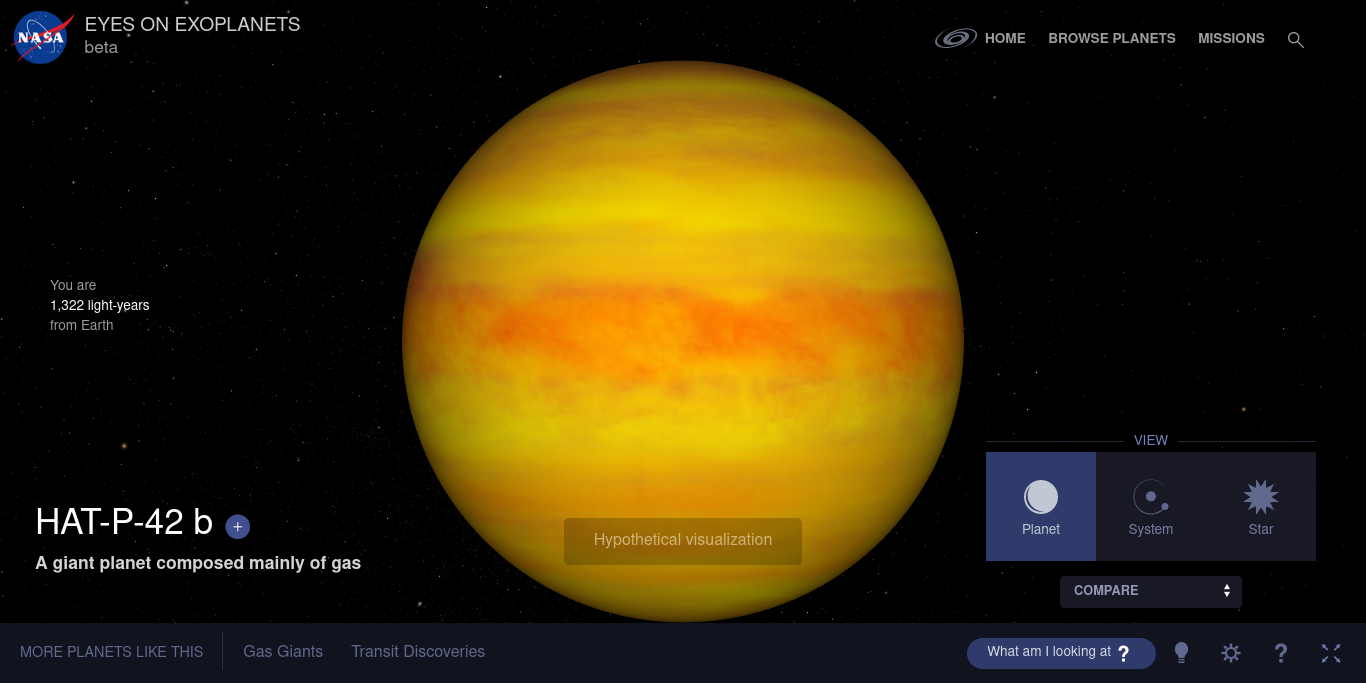 NASA
EYES ON EXOPLANETS
beta
HOME
BROWSE PLANETS
MISSIONS
You are
1,322 light-years
from Earth
VIEW
Planet
System
Star
HAT-P-42 b +
A giant planet composed mainly of gas
Hypothetical visualization
COMPARE
MORE PLANETS LIKE THIS
Gas Giants
Transit Discoveries
What am I looking at ?
?